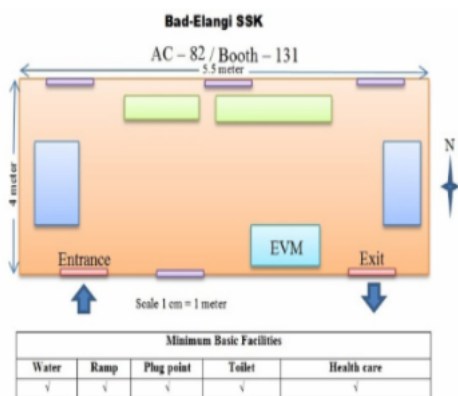 Bad-Elangi SSK
AC – 82 / Booth – 131
5.5 meter
4 meter
N
EVM
Entrance
Exit
Scale 1 cm = 1 meter
Minimum Basic Facilities
Water Ramp Plug point Toilet Health care
√ √ √ √ √